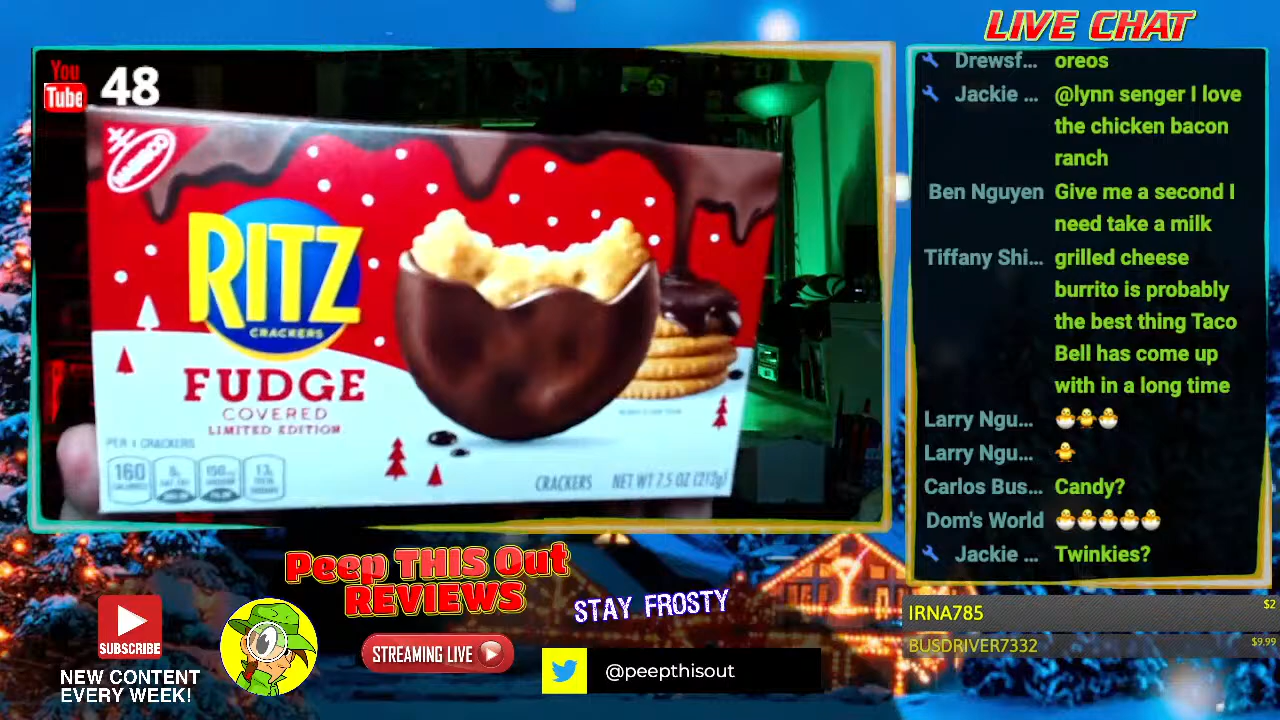 LIVE CHAT
You
Tube
48
NABISCO
RITZ
CRACKERS
FUDGE
COVERED
LIMITED EDITION
160
CRACKERS NET WT 7.5 OZ (212g)
Drewsf... oreos
Jackie ... @lynn senger I love
the chicken bacon
ranch
Ben Nguyen Give me a second I
need take a milk
Tiffany Shi... grilled cheese
burrito is probably
the best thing Taco
Bell has come up
with in a long time
Larry Ngu...
Larry Ngu...
Carlos Bus... Candy?
Dom's World
Jackie ... Twinkies?
IRNA785 $2
BUSDRIVER7332 $9.99
Peep THIS Out
REVIEWS
STAY FROSTY
SUBSCRIBE
NEW CONTENT
EVERY WEEK!
STREAMING LIVE
@peepthisout